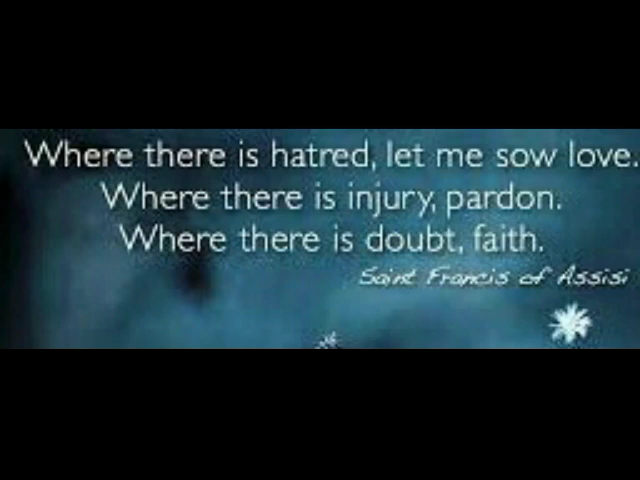 Where there is hatred, let me sow love.
Where there is injury, pardon.
Where there is doubt, faith.
Saint Francis of Assisi